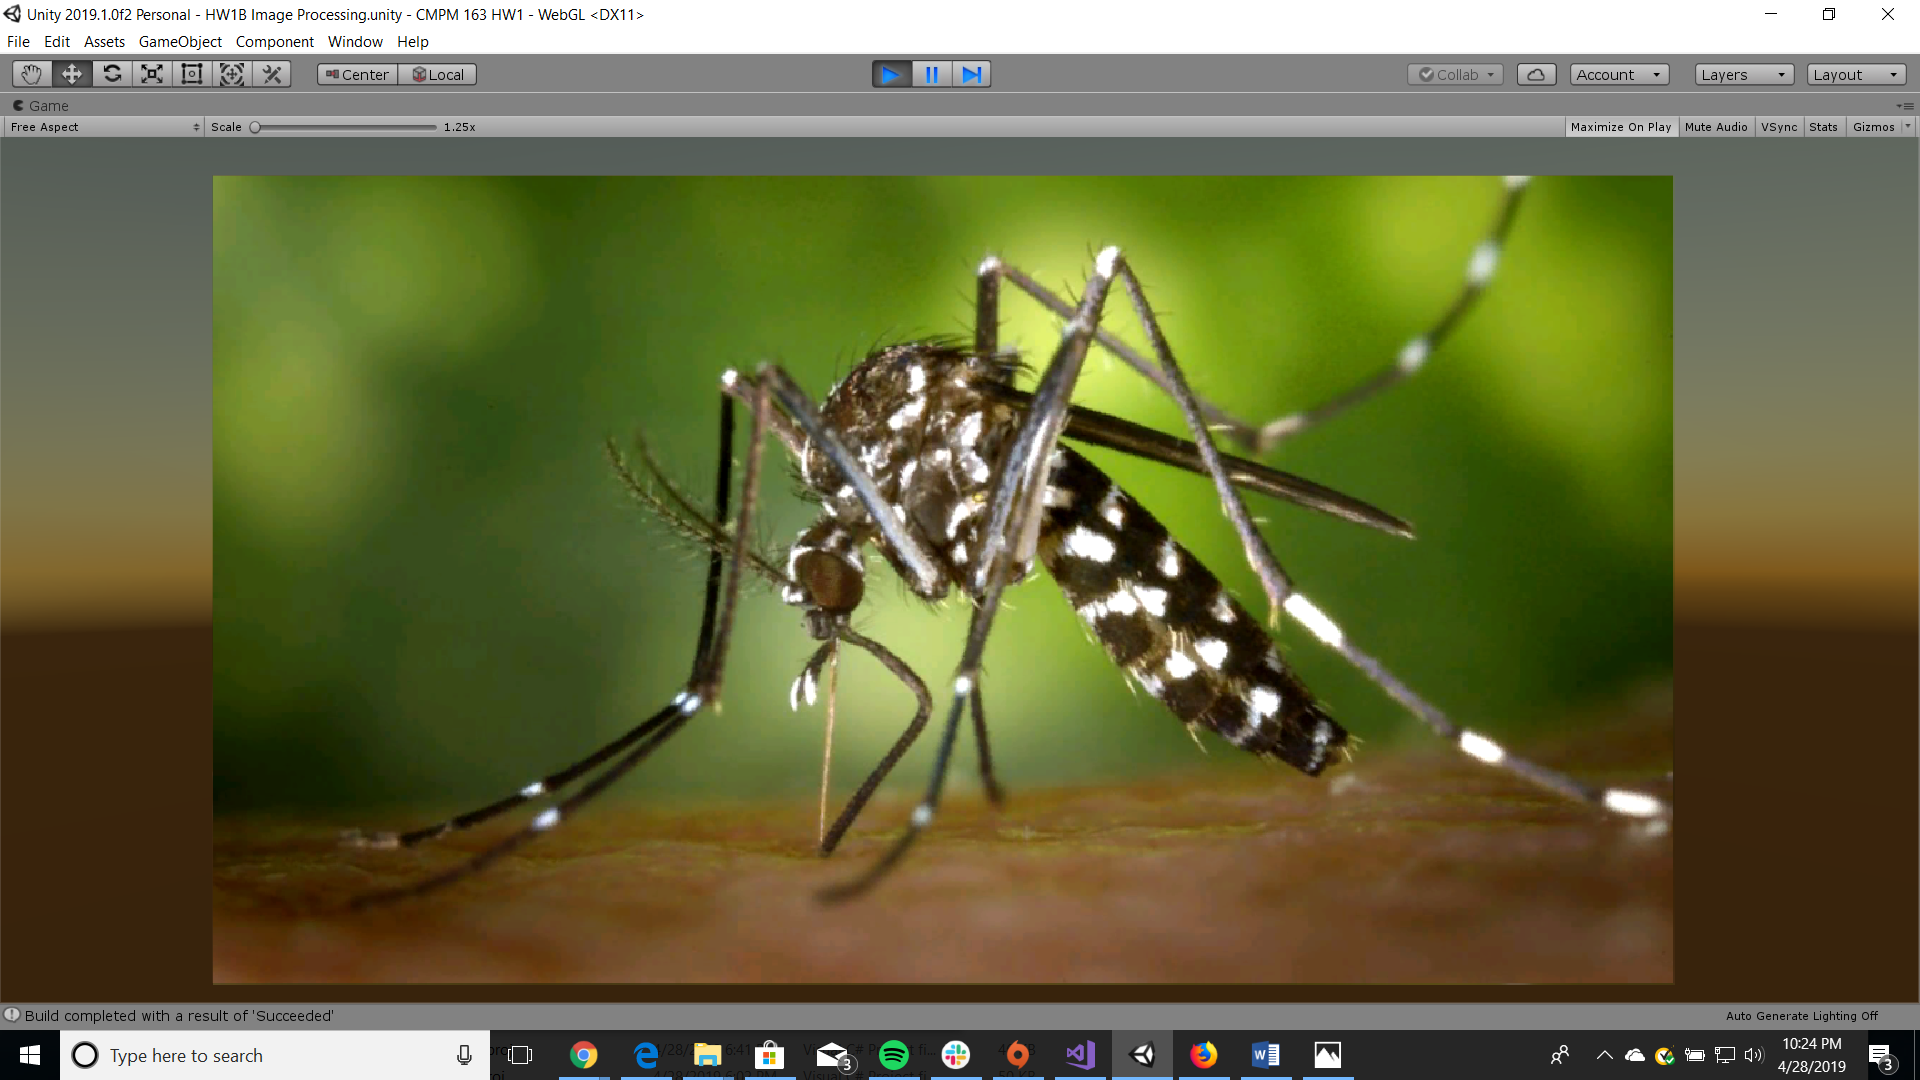 Unity 2019.1.0f2 Personal - HW1B Image Processing.unity - CMPM 163 HW1 - WebGL <DX11>
File Edit Assets GameObject Component Window Help
Center Local Collab Account Layers Layout
Game
Free Aspect Scale 1.25x Maximize On Play Mute Audio VSync Stats Gizmos
Build completed with a result of 'Succeeded'
Auto Generate Lighting Off
Type here to search
3
10:24 PM
4/28/2019
3